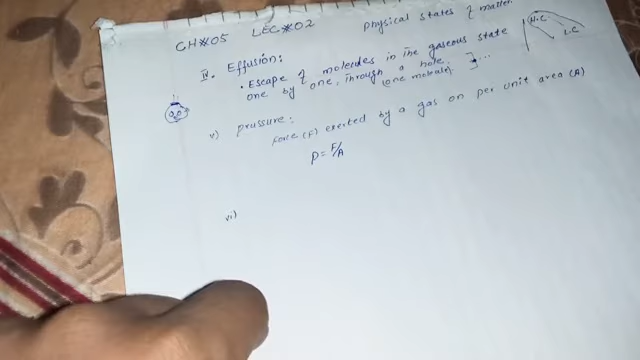 CH#05 LEC#02 Physical states of matter
H.C
L.C
IV. Effusion:
• Escape of molecules in the gaseous state
one by one, through a hole
(one molecule).
v) pressure:
Force (F) exerted by a gas on per unit area (A)
P = F/A
vi)